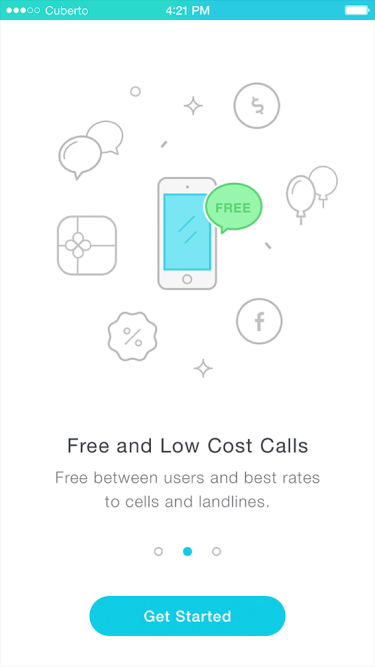 Cuberto 4:21 PM
FREE
Free and Low Cost Calls
Free between users and best rates
to cells and landlines.
Get Started